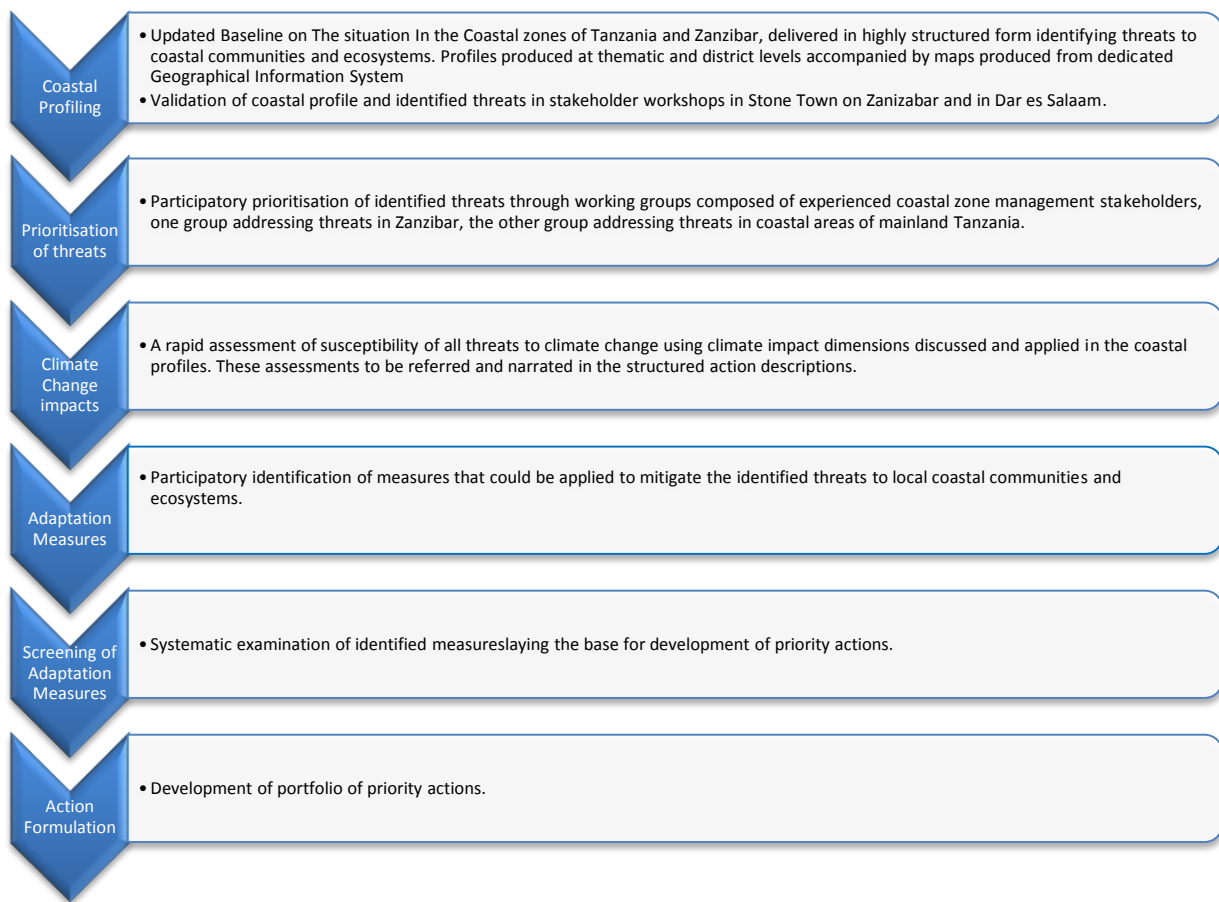 Coastal
Profiling
• Updated Baseline on The situation In the Coastal zones of Tanzania and Zanzibar, delivered in highly structured form identifying threats to
coastal communities and ecosystems. Profiles produced at thematic and district levels accompanied by maps produced from dedicated
Geographical Information System
• Validation of coastal profile and identified threats in stakeholder workshops in Stone Town on Zanizabar and in Dar es Salaam.
Prioritisation
of threats
• Participatory prioritisation of identified threats through working groups composed of experienced coastal zone management stakeholders,
one group addressing threats in Zanzibar, the other group addressing threats in coastal areas of mainland Tanzania.
Climate
Change
impacts
• A rapid assessment of susceptibility of all threats to climate change using climate impact dimensions discussed and applied in the coastal
profiles. These assessments to be referred and narrated in the structured action descriptions.
Adaptation
Measures
• Participatory identification of measures that could be applied to mitigate the identified threats to local coastal communities and
ecosystems.
Screening of
Adaptation
Measures
• Systematic examination of identified measureslaying the base for development of priority actions.
Action
Formulation
• Development of portfolio of priority actions.